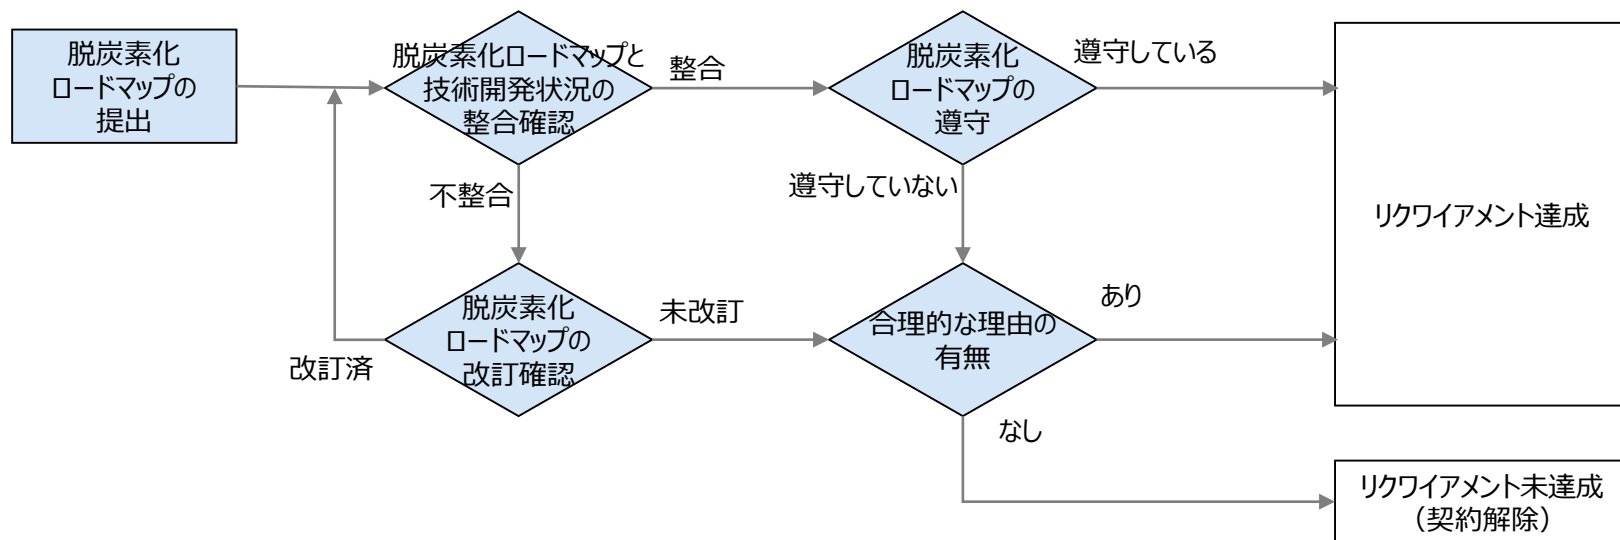 脱炭素化
ロードマップの
提出
脱炭素化ロードマップと
技術開発状況の
整合確認
整合
脱炭素化
ロードマップの
遵守
遵守している
リクワイアメント達成
不整合
遵守していない
脱炭素化
ロードマップの
改訂確認
改訂済
未改訂
合理的な理由の
有無
あり
なし
リクワイアメント未達成
（契約解除）